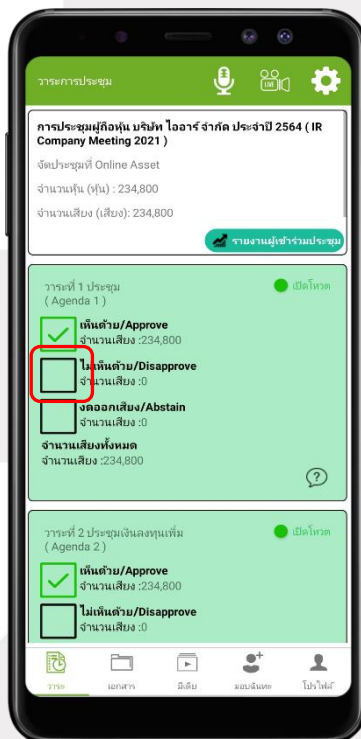 วาระการประชุม
LIVE
การประชุมผู้ถือหุ้น บริษัท ไออาร์ จำกัด ประจำปี 2564 ( IR
Company Meeting 2021 )
จัดประชุมที่ Online Asset
จำนวนหุ้น (หุ้น) : 234,800
จำนวนเสียง (เสียง): 234,800
รายงานผู้เข้าร่วมประชุม
วาระที่ 1 ประชุม
( Agenda 1 )
เปิดโหวต
เห็นด้วย/Approve
จำนวนเสียง :234,800
ไม่เห็นด้วย/Disapprove
จำนวนเสียง :0
งดออกเสียง/Abstain
จำนวนเสียง :0
จำนวนเสียงทั้งหมด
จำนวนเสียง :234,800
?
วาระที่ 2 ประชุมเงินลงทุนเพิ่ม
( Agenda 2 )
เปิดโหวต
เห็นด้วย/Approve
จำนวนเสียง :234,800
ไม่เห็นด้วย/Disapprove
จำนวนเสียง :0
วาระ เอกสาร มีเดีย มอบฉันทะ โปรไฟล์